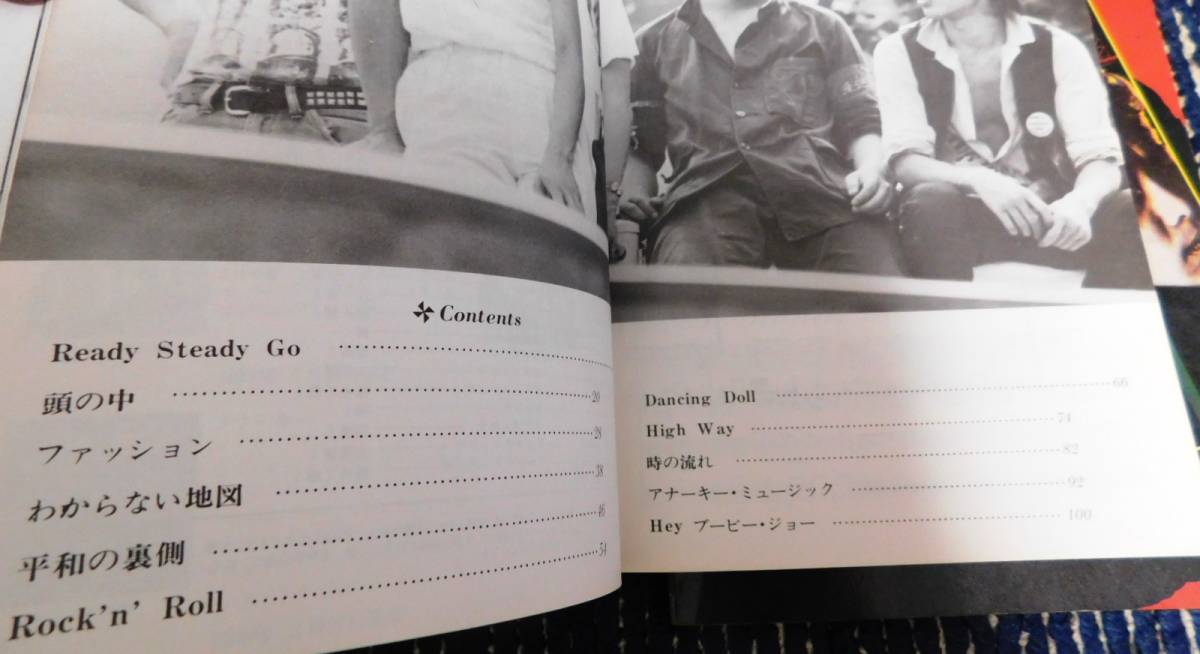 Contents
Ready Steady Go
頭の中 20
ファッション 28
わからない地図 38
平和の裏側 46
Rock'n' Roll 54
Dancing Doll 66
High Way 74
時の流れ 82
アナーキー・ミュージック 92
Hey ブービー・ジョー 100